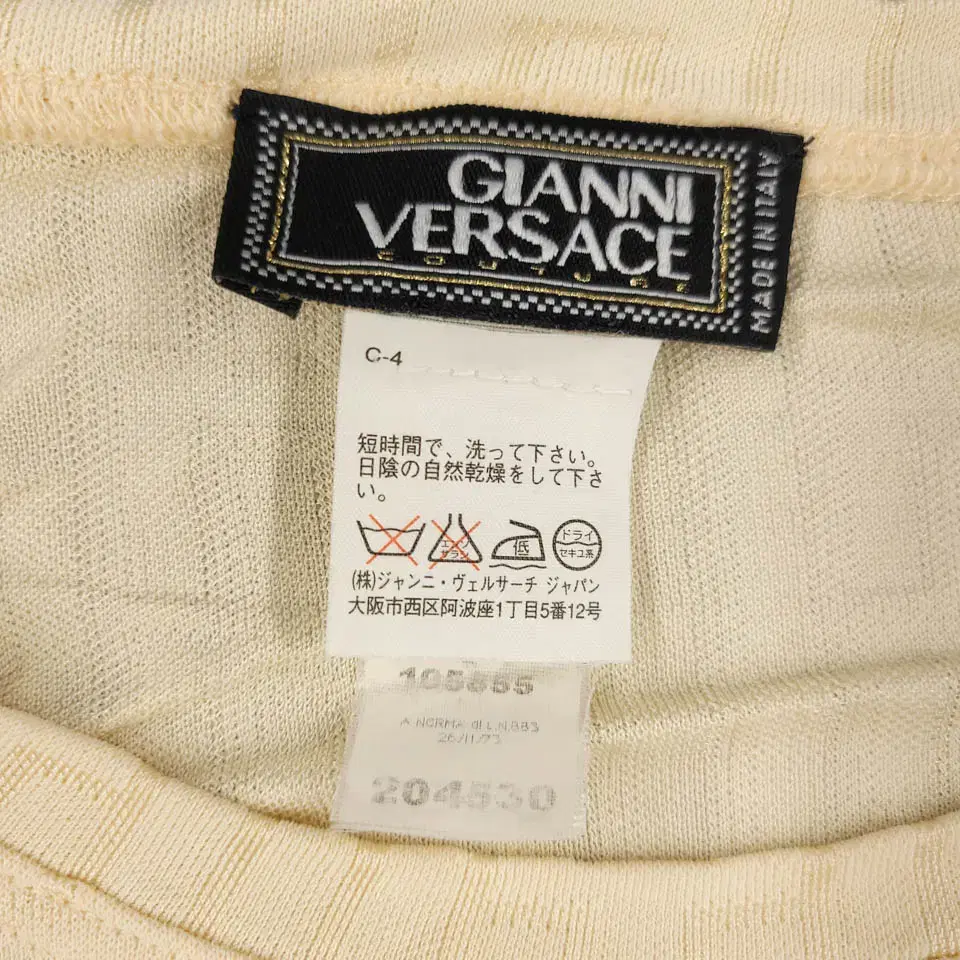 GIANNI
VERSACE
COUTURE
MADE IN ITALY
C-4
短時間で、洗って下さい。
日陰の自然乾燥をして下さ
い。
エンソ
サラシ
低
ドライ
セキユ系
(株)ジャンニ・ヴェルサーチ ジャパン
大阪市西区阿波座1丁目5番12号
105855
A NORMA DI L.N.883
26/11/73
204530